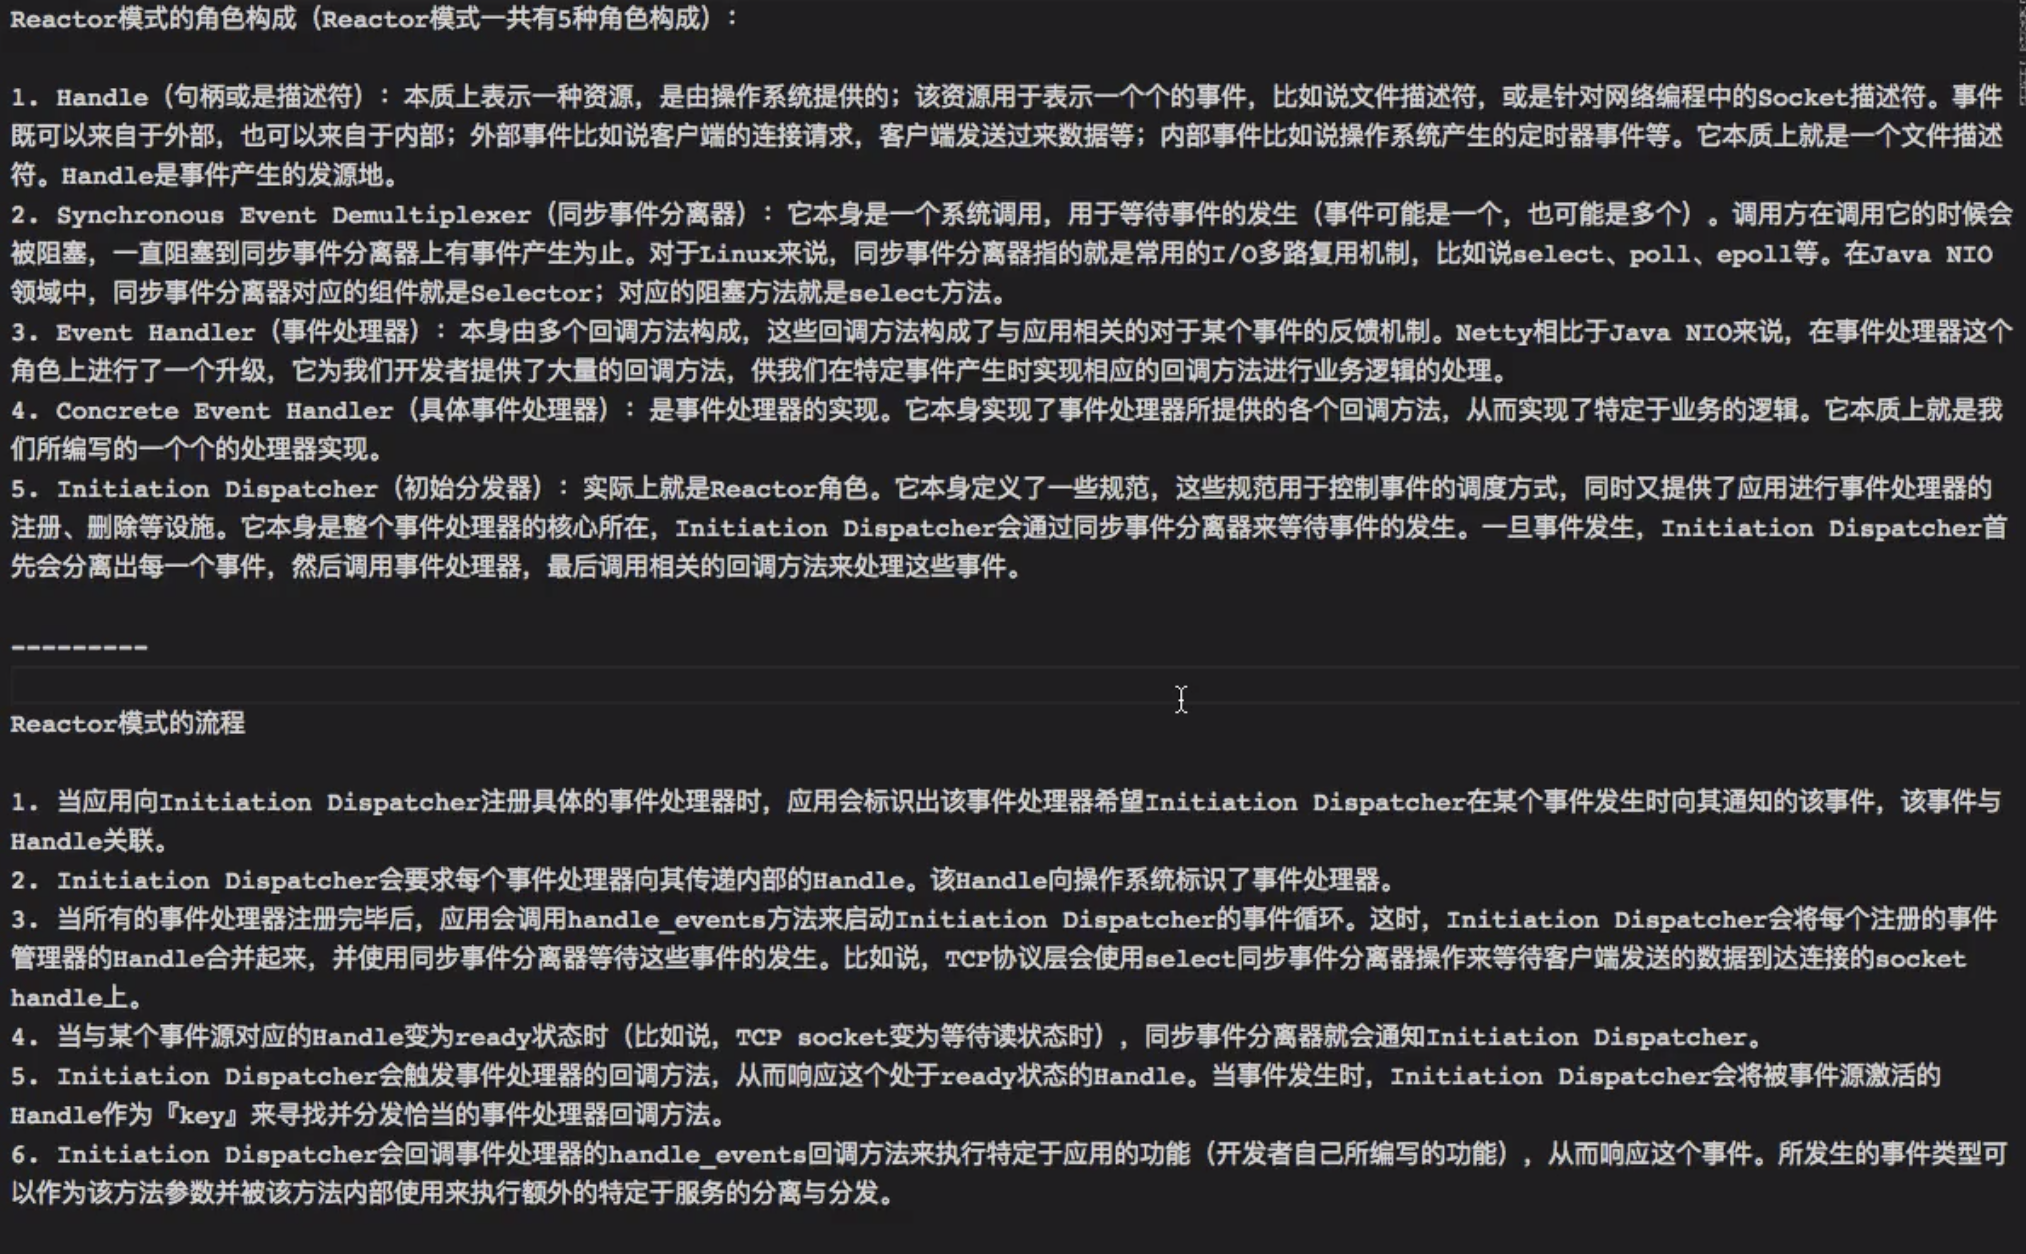 Reactor模式的角色构成（Reactor模式一共有5种角色构成）：
1. Handle（句柄或是描述符）：本质上表示一种资源，是由操作系统提供的；该资源用于表示一个个的事件，比如说文件描述符，或是针对网络编程中的Socket描述符。事件
既可以来自于外部，也可以来自于内部；外部事件比如说客户端的连接请求，客户端发送过来数据等；内部事件比如说操作系统产生的定时器事件等。它本质上就是一个文件描述
符。Handle是事件产生的发源地。
2. Synchronous Event Demultiplexer（同步事件分离器）：它本身是一个系统调用，用于等待事件的发生（事件可能是一个，也可能是多个）。调用方在调用它的时候会
被阻塞，一直阻塞到同步事件分离器上有事件产生为止。对于Linux来说，同步事件分离器指的就是常用的I/O多路复用机制，比如说select、poll、epoll等。在Java NIO
领域中，同步事件分离器对应的组件就是Selector；对应的阻塞方法就是select方法。
3. Event Handler（事件处理器）：本身由多个回调方法构成，这些回调方法构成了与应用相关的对于某个事件的反馈机制。Netty相比于Java NIO来说，在事件处理器这个
角色上进行了一个升级，它为我们开发者提供了大量的回调方法，供我们在特定事件产生时实现相应的回调方法进行业务逻辑的处理。
4. Concrete Event Handler（具体事件处理器）：是事件处理器的实现。它本身实现了事件处理器所提供的各个回调方法，从而实现了特定于业务的逻辑。它本质上就是我
们所编写的一个个的处理器实现。
5. Initiation Dispatcher（初始分发器）：实际上就是Reactor角色。它本身定义了一些规范，这些规范用于控制事件的调度方式，同时又提供了应用进行事件处理器的
注册、删除等设施。它本身是整个事件处理器的核心所在，Initiation Dispatcher会通过同步事件分离器来等待事件的发生。一旦事件发生，Initiation Dispatcher首
先会分离出每一个事件，然后调用事件处理器，最后调用相关的回调方法来处理这些事件。
---------
Reactor模式的流程
1. 当应用向Initiation Dispatcher注册具体的事件处理器时，应用会标识出该事件处理器希望Initiation Dispatcher在某个事件发生时向其通知的该事件，该事件与
Handle关联。
2. Initiation Dispatcher会要求每个事件处理器向其传递内部的Handle。该Handle向操作系统标识了事件处理器。
3. 当所有的事件处理器注册完毕后，应用会调用handle_events方法来启动Initiation Dispatcher的事件循环。这时，Initiation Dispatcher会将每个注册的事件
管理器的Handle合并起来，并使用同步事件分离器等待这些事件的发生。比如说，TCP协议层会使用select同步事件分离器操作来等待客户端发送的数据到达连接的socket
handle上。
4. 当与某个事件源对应的Handle变为ready状态时（比如说，TCP socket变为等待读状态时），同步事件分离器就会通知Initiation Dispatcher。
5. Initiation Dispatcher会触发事件处理器的回调方法，从而响应这个处于ready状态的Handle。当事件发生时，Initiation Dispatcher会将被事件源激活的
Handle作为『key』来寻找并分发恰当的事件处理器回调方法。
6. Initiation Dispatcher会回调事件处理器的handle_events回调方法来执行特定于应用的功能（开发者自己所编写的功能），从而响应这个事件。所发生的事件类型可
以作为该方法参数并被该方法内部使用来执行额外的特定于服务的分离与分发。